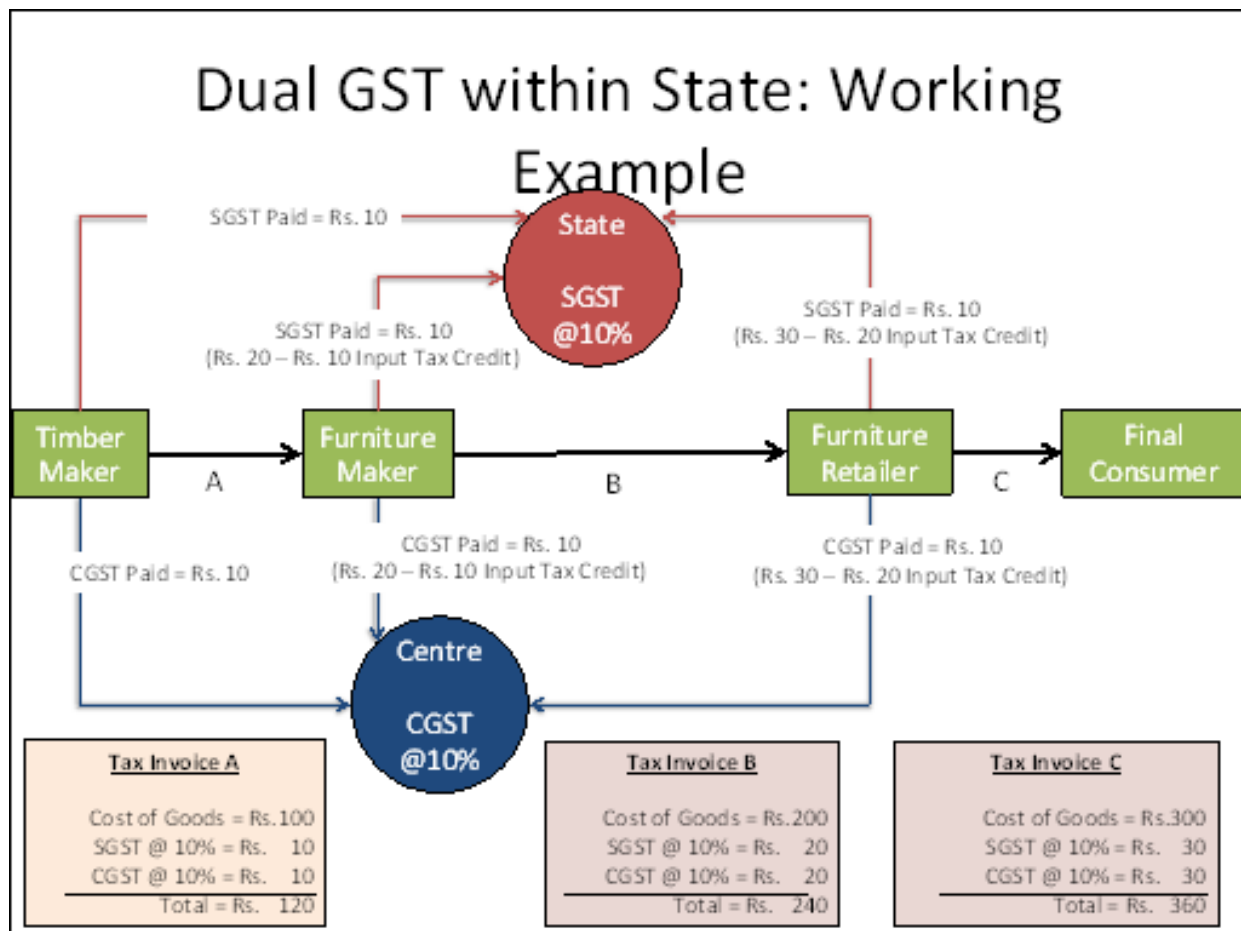 Dual GST within State: Working
Example
SGST Paid = Rs. 10
State
SGST
@10%
SGST Paid = Rs. 10
(Rs. 20 – Rs. 10 Input Tax Credit)
SGST Paid = Rs. 10
(Rs. 30 – Rs. 20 Input Tax Credit)
Timber
Maker
A
Furniture
Maker
B
Furniture
Retailer
C
Final
Consumer
CGST Paid = Rs. 10
CGST Paid = Rs. 10
(Rs. 20 – Rs. 10 Input Tax Credit)
CGST Paid = Rs. 10
(Rs. 30 – Rs. 20 Input Tax Credit)
Centre
CGST
@10%
Tax Invoice A
Cost of Goods = Rs.100
SGST @ 10% = Rs. 10
CGST @ 10% = Rs. 10
Total = Rs. 120
Tax Invoice B
Cost of Goods = Rs.200
SGST @ 10% = Rs. 20
CGST @ 10% = Rs. 20
Total = Rs. 240
Tax Invoice C
Cost of Goods = Rs.300
SGST @ 10% = Rs. 30
CGST @ 10% = Rs. 30
Total = Rs. 360